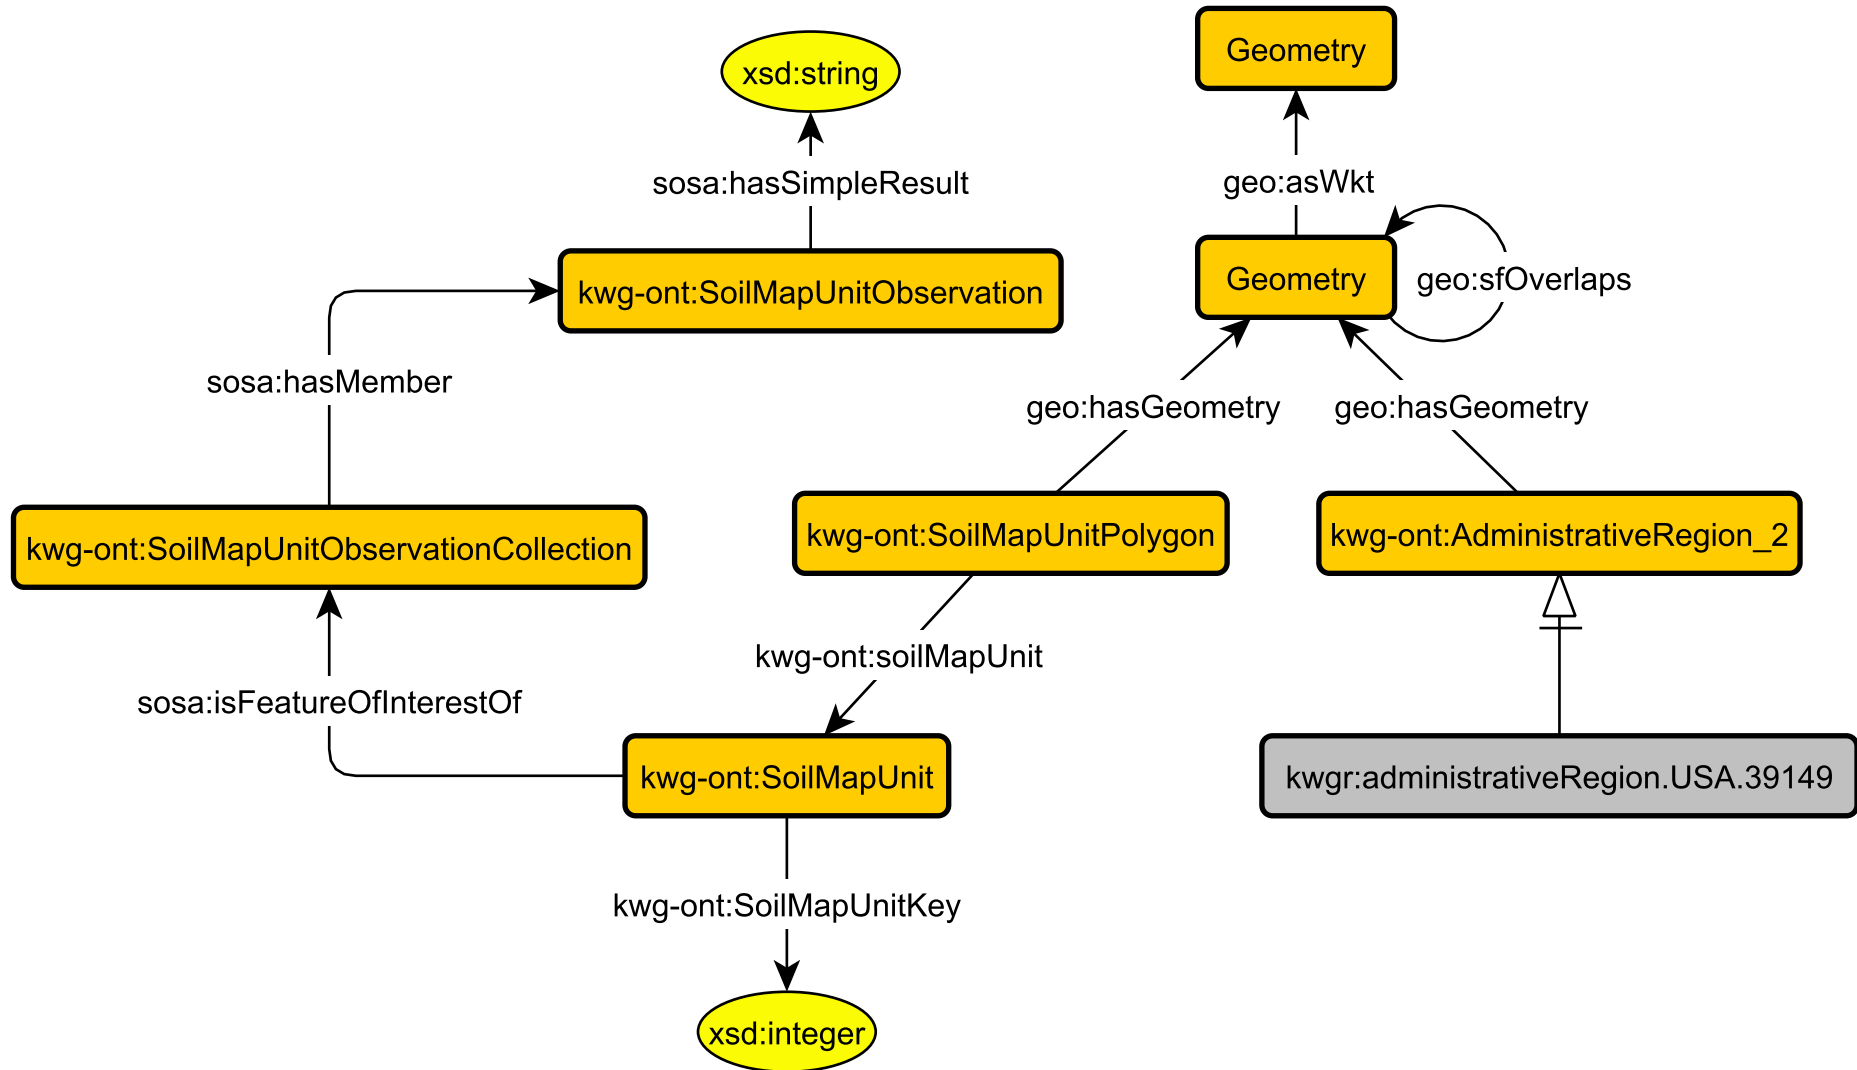 Geometry
xsd:string
sosa:hasSimpleResult
geo:asWkt
kwg-ont:SoilMapUnitObservation
Geometry
geo:sfOverlaps
sosa:hasMember
geo:hasGeometry
geo:hasGeometry
kwg-ont:SoilMapUnitObservationCollection
kwg-ont:SoilMapUnitPolygon
kwg-ont:AdministrativeRegion_2
kwg-ont:soilMapUnit
sosa:isFeatureOfInterestOf
kwg-ont:SoilMapUnit
kwgr:administrativeRegion.USA.39149
kwg-ont:SoilMapUnitKey
xsd:integer